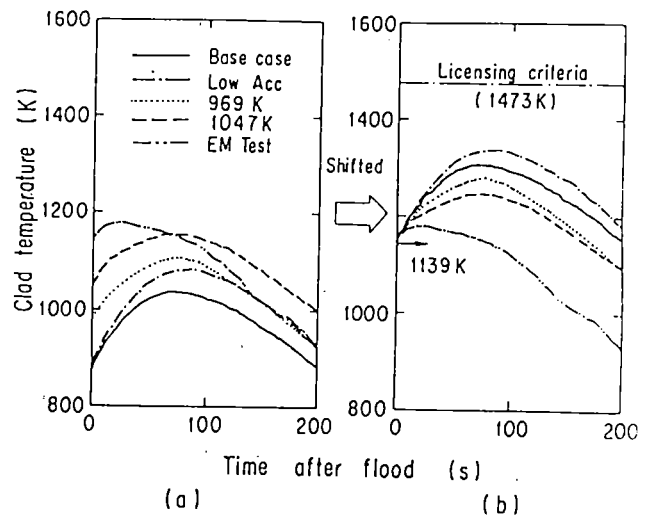 1600
1400
1200
1000
800
Clad temperature (K)
Base case
Low Acc
969 K
1047K
EM Test
0
100
200
Shifted
1600
1400
1200
1000
800
Licensing criteria
(1473K)
1139 K
0
100
200
Time after flood (s)
(a)
(b)